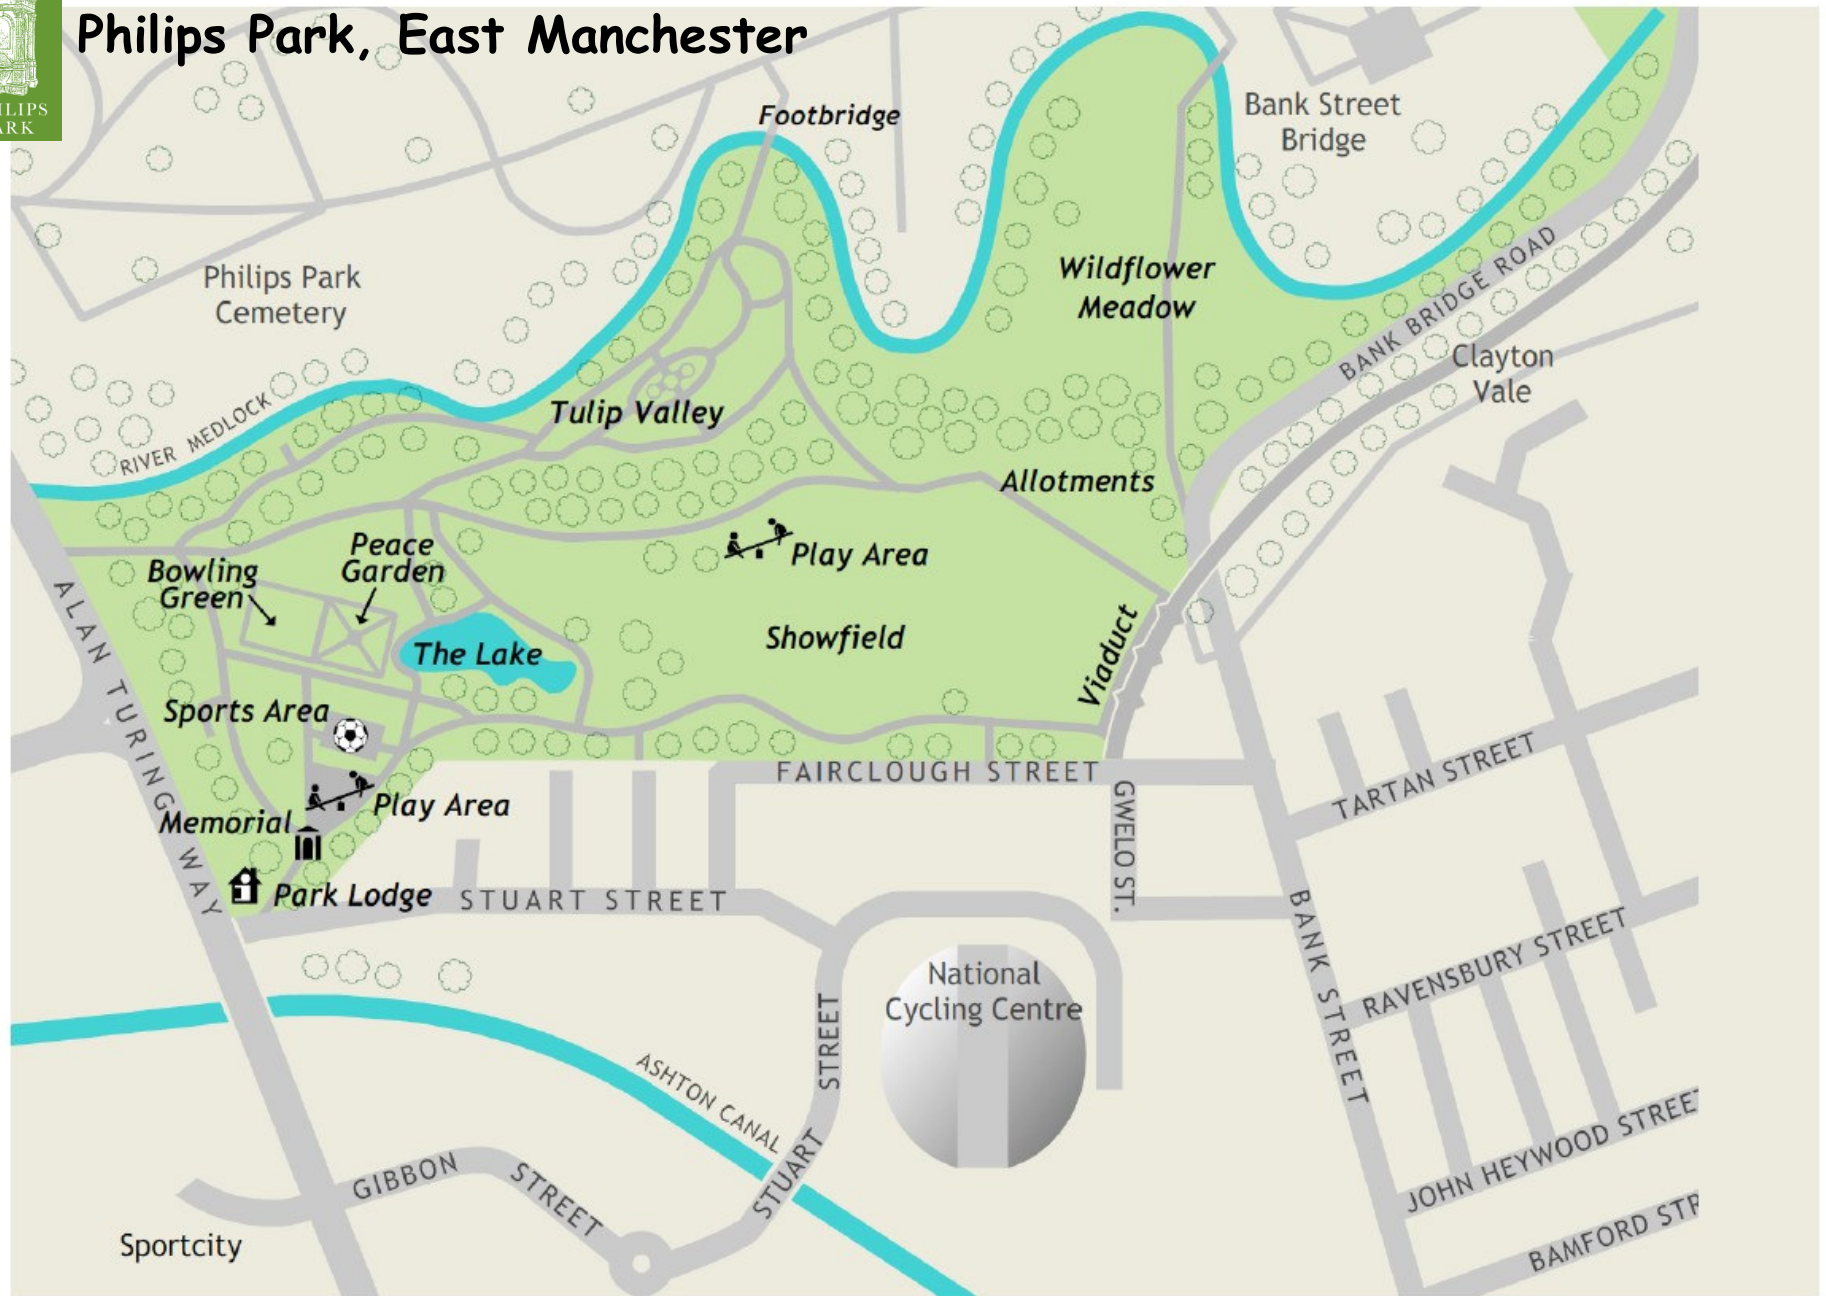 Philips Park, East Manchester
HILIPS
ARK
Footbridge
Bank Street
Bridge
Philips Park
Cemetery
Wildflower
Meadow
BANK BRIDGE ROAD
Clayton
Vale
RIVER MEDLOCK
Tulip Valley
Allotments
Peace
Garden
Bowling
Green
Play Area
The Lake
Showfield
Viaduct
ALAN TURING WAY
Sports Area
FAIRCLOUGH STREET
TARTAN STREET
Play Area
Memorial
GWELO ST.
Park Lodge
STUART STREET
BANK STREET
RAVENSBURY STREET
National
Cycling Centre
STUART STREET
ASHTON CANAL
JOHN HEYWOOD STREET
GIBBON STREET
BAMFORD STR
Sportcity